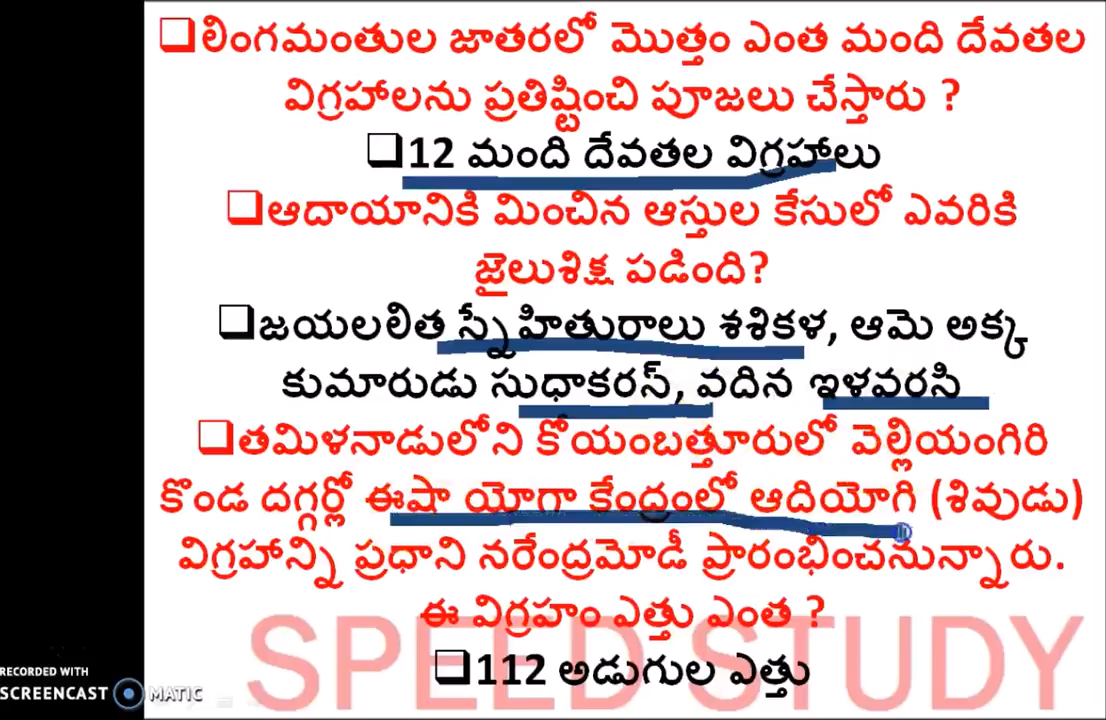 ❑లింగమంతుల జాతరలో మొత్తం ఎంత మంది దేవతల
విగ్రహాలను ప్రతిష్టించి పూజలు చేస్తారు ?
❑12 మంది దేవతల విగ్రహాలు
❑ఆదాయానికి మించిన ఆస్తుల కేసులో ఎవరికి
జైలుశిక్ష పడింది?
❑జయలలిత స్నేహితురాలు శశికళ, ఆమె అక్క
కుమారుడు సుధాకరన్, వదిన ఇళవరసి
❑తమిళనాడులోని కోయంబత్తూరులో వెల్లియంగిరి
కొండ దగ్గర్లో ఈషా యోగా కేంద్రంలో ఆదియోగి (శివుడు)
విగ్రహాన్ని ప్రధాని నరేంద్రమోడీ ప్రారంభించనున్నారు.
ఈ విగ్రహం ఎత్తు ఎంత ?
❑112 అడుగుల ఎత్తు
SPEED STUDY
RECORDED WITH
SCREENCAST MATIC